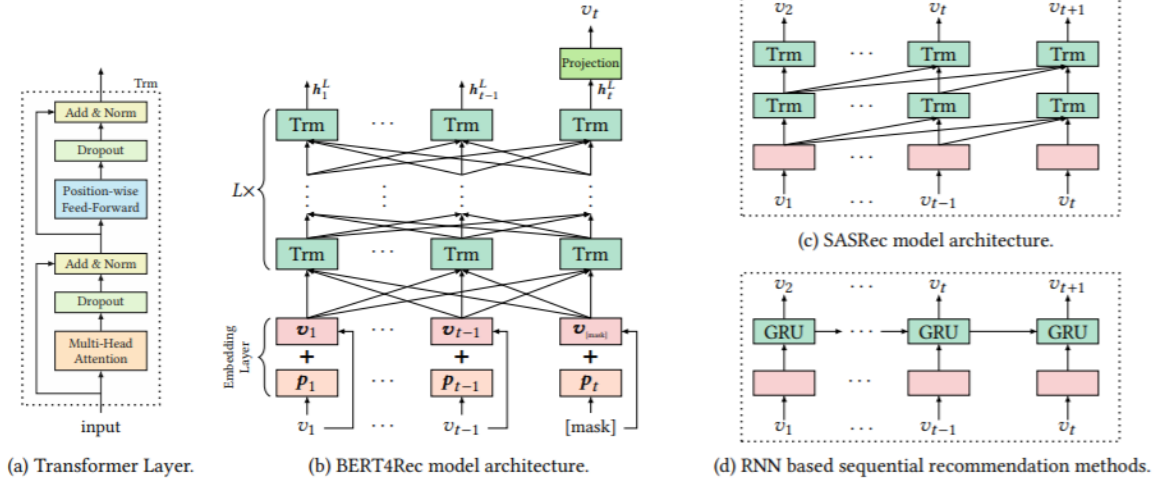 Trm
Add & Norm
Dropout
Position-wise
Feed-Forward
Add & Norm
Dropout
Multi-Head
Attention
input
(a) Transformer Layer.
v_t
Projection
h_1^L h_{t-1}^L h_t^L
Trm ... Trm Trm
L×
Trm ... Trm Trm
Embedding
Layer
v_1 ... v_{t-1} v_[mask]
+ + +
p_1 ... p_{t-1} p_t
v_1 ... v_{t-1} [mask]
(b) BERT4Rec model architecture.
v_2 v_t v_{t+1}
Trm ... Trm Trm
Trm ... Trm Trm
...
v_1 v_{t-1} v_t
(c) SASRec model architecture.
v_2 v_t v_{t+1}
GRU ... GRU GRU
...
v_1 v_{t-1} v_t
(d) RNN based sequential recommendation methods.